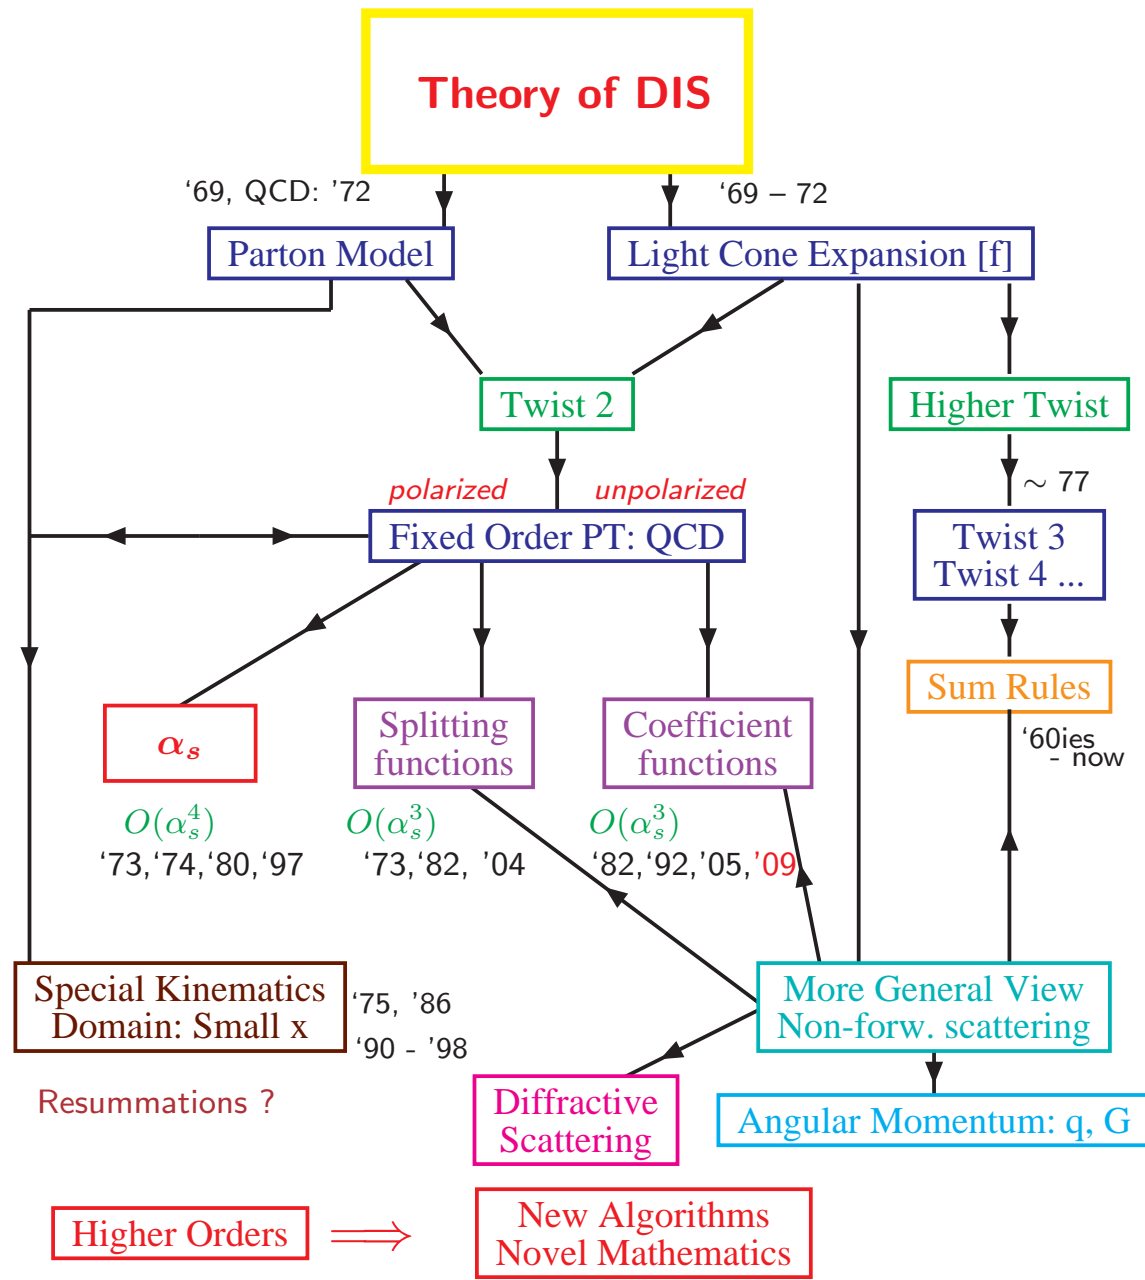 Theory of DIS
‘69, QCD: ’72
‘69 – 72
Parton Model
Light Cone Expansion [f]
Twist 2
Higher Twist
∼ 77
polarized
unpolarized
Fixed Order PT: QCD
Twist 3
Twist 4 ...
Sum Rules
‘60ies
- now
αₛ
Splitting
functions
Coefficient
functions
O(αₛ⁴)
O(αₛ³)
O(αₛ³)
‘73,‘74,‘80,‘97
‘73,‘82, ’04
‘82,‘92,’05,’09
Special Kinematics
Domain: Small x
‘75, ’86
‘90 - ’98
More General View
Non-forw. scattering
Resummations ?
Diffractive
Scattering
Angular Momentum: q, G
Higher Orders ⟹
New Algorithms
Novel Mathematics